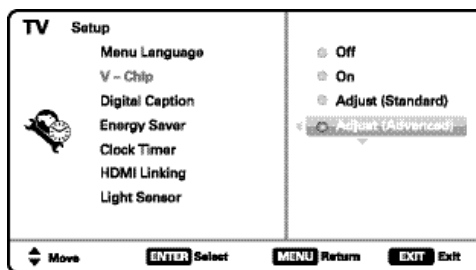 TV Setup
Menu Language
V – Chip
Digital Caption
Energy Saver
Clock Timer
HDMI Linking
Light Sensor
Off
On
Adjust (Standard)
Adjust (Advanced)
Move ENTER Select MENU Return EXIT Exit